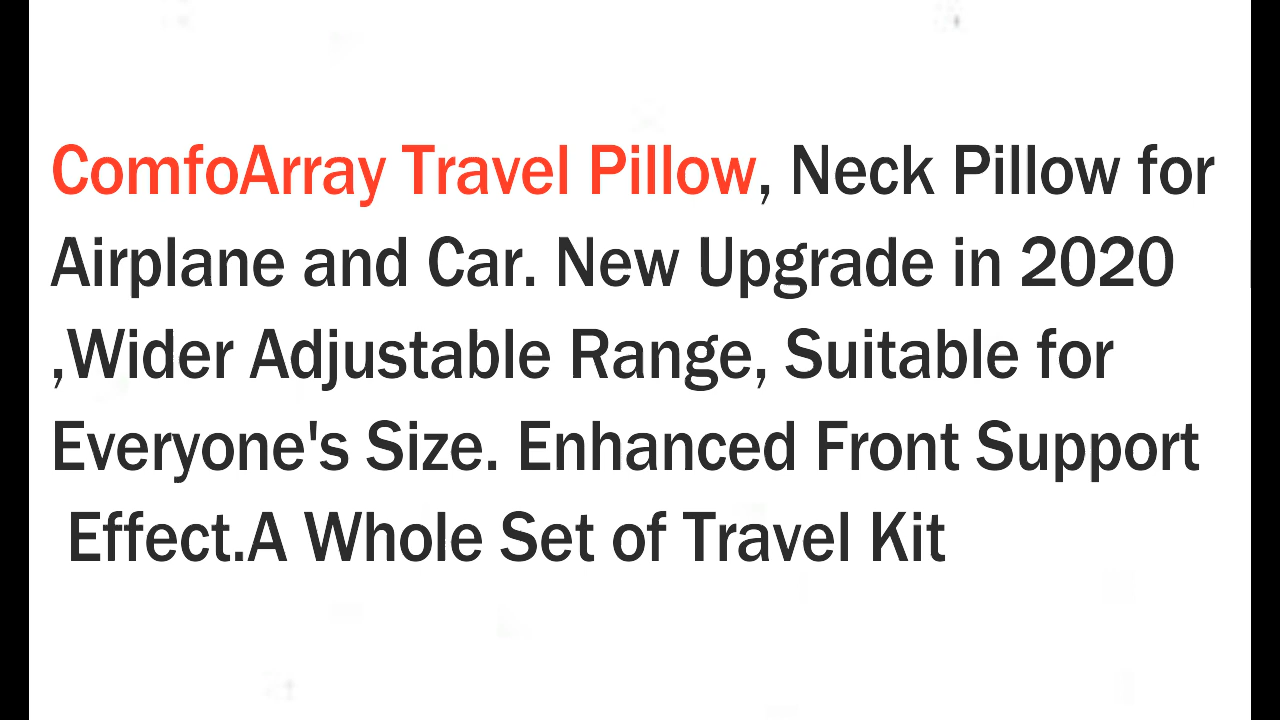 ComfoArray Travel Pillow, Neck Pillow for
Airplane and Car. New Upgrade in 2020
,Wider Adjustable Range, Suitable for
Everyone's Size. Enhanced Front Support
Effect.A Whole Set of Travel Kit